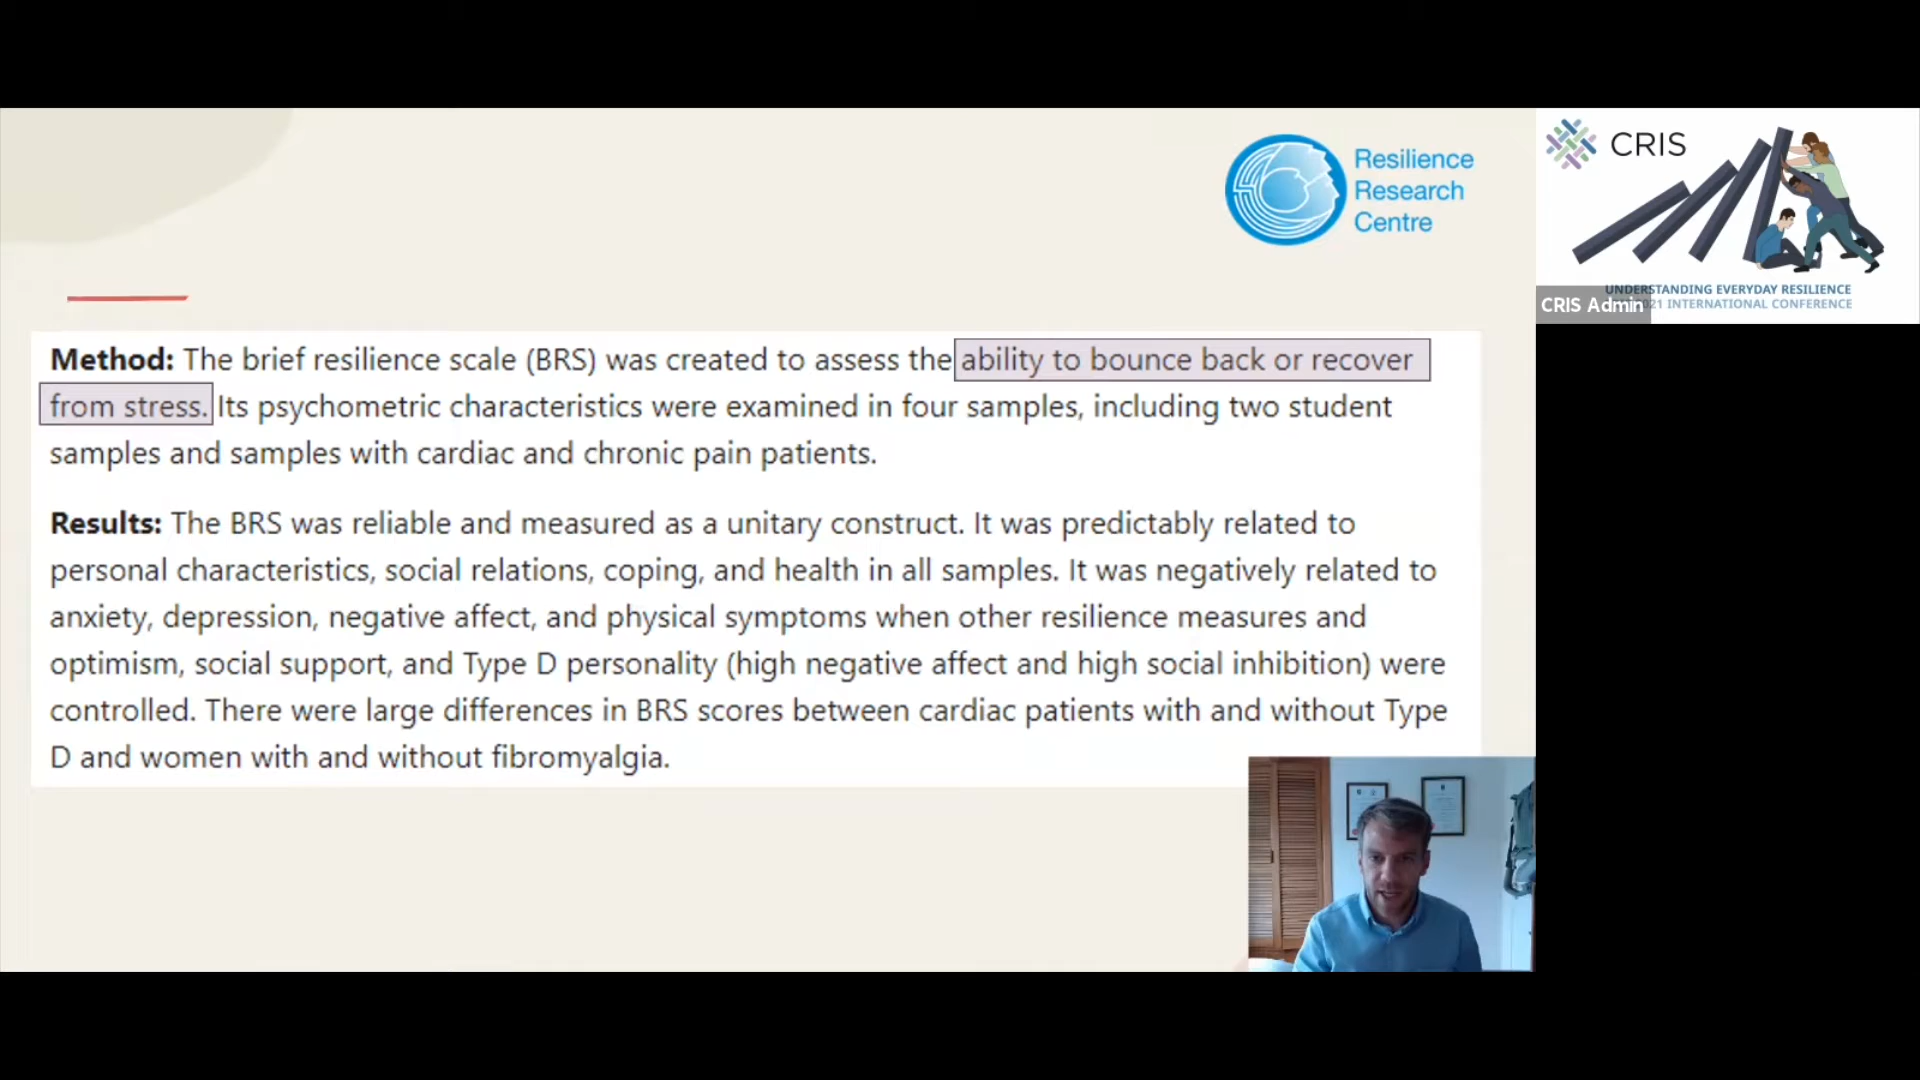 Resilience
Research
Centre
CRIS
UNDERSTANDING EVERYDAY RESILIENCE
21 INTERNATIONAL CONFERENCE
CRIS Admin
Method: The brief resilience scale (BRS) was created to assess the ability to bounce back or recover
from stress. Its psychometric characteristics were examined in four samples, including two student
samples and samples with cardiac and chronic pain patients.
Results: The BRS was reliable and measured as a unitary construct. It was predictably related to
personal characteristics, social relations, coping, and health in all samples. It was negatively related to
anxiety, depression, negative affect, and physical symptoms when other resilience measures and
optimism, social support, and Type D personality (high negative affect and high social inhibition) were
controlled. There were large differences in BRS scores between cardiac patients with and without Type
D and women with and without fibromyalgia.